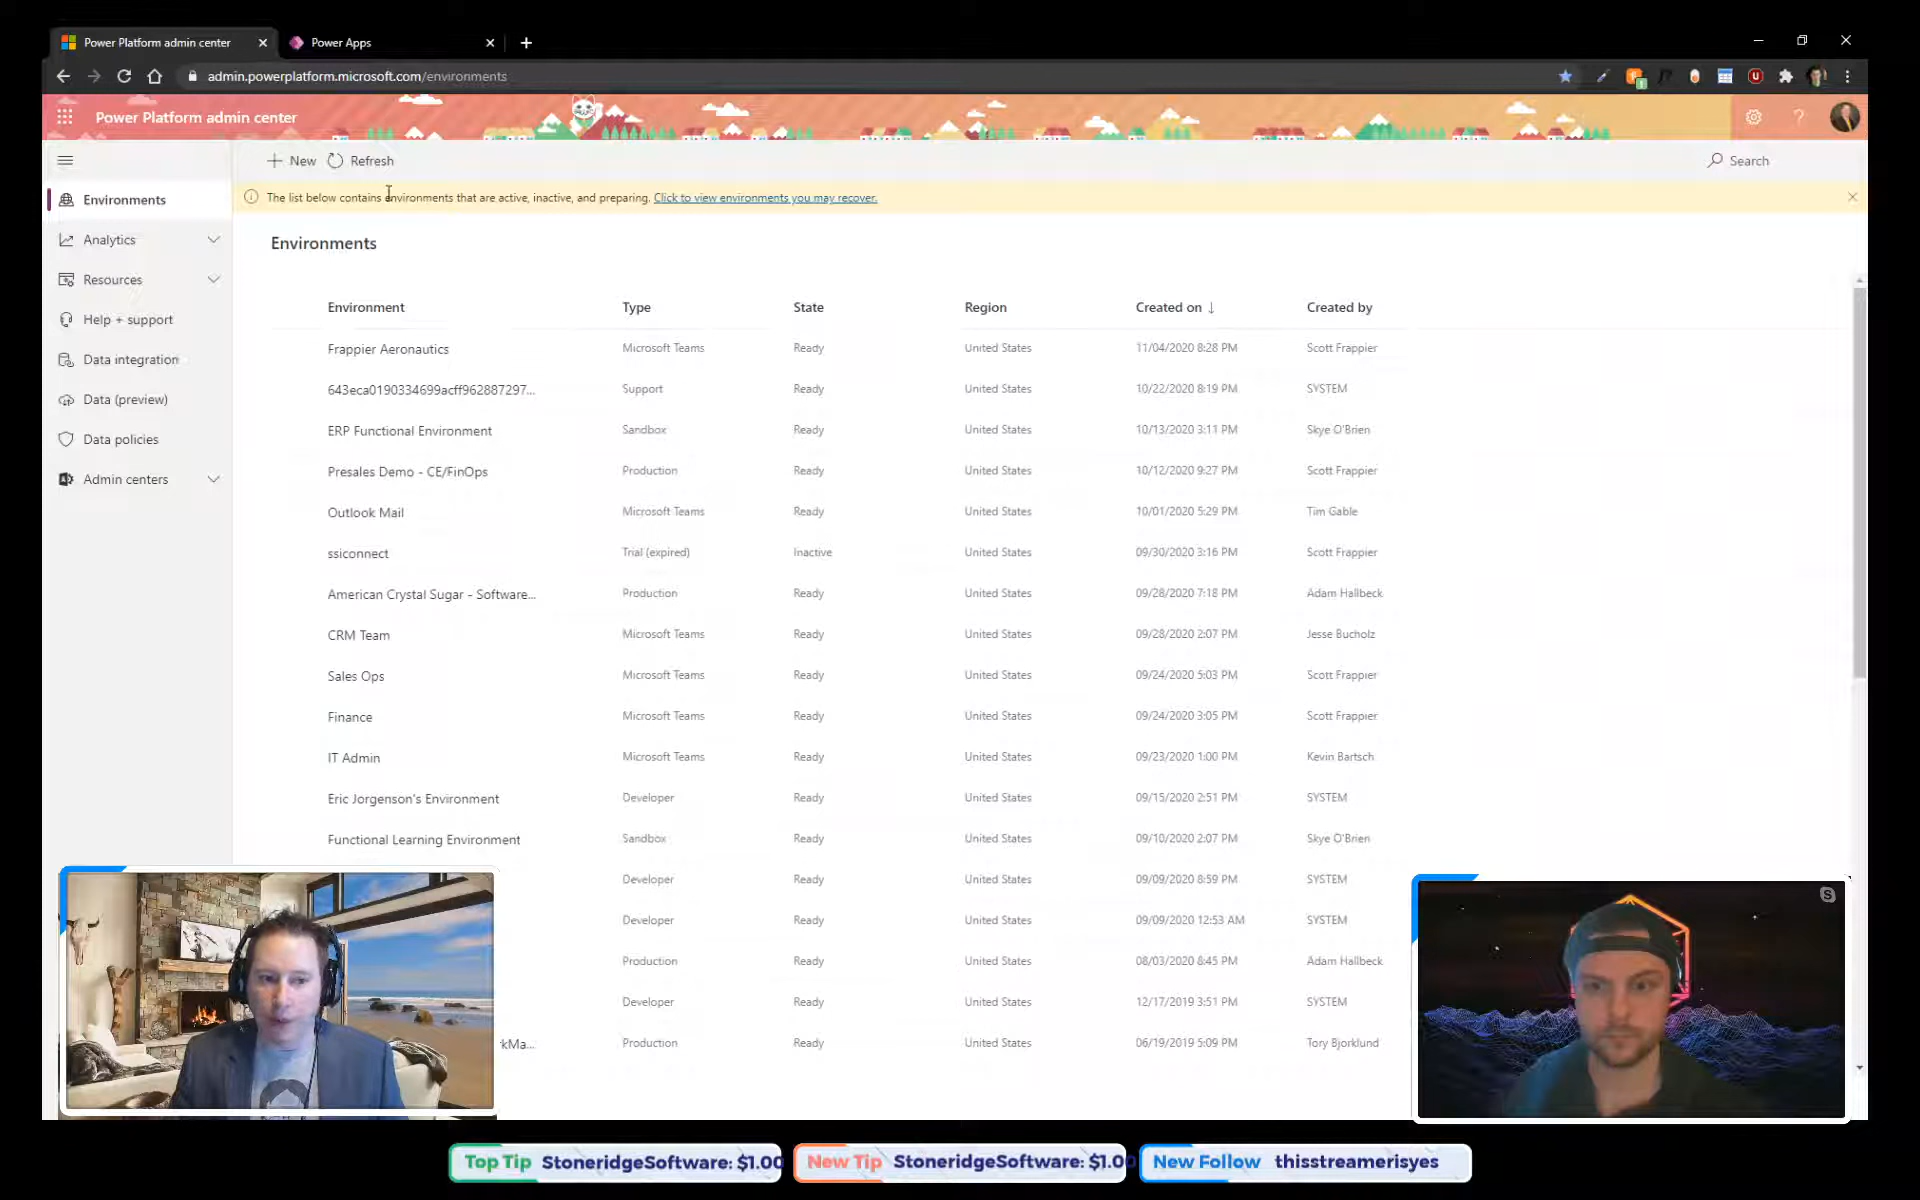 Power Platform admin center
Power Apps
admin.powerplatform.microsoft.com/environments
Power Platform admin center
New
Refresh
Search
The list below contains environments that are active, inactive, and preparing. Click to view environments you may recover.
Environments
Analytics
Resources
Help + support
Data integration
Data (preview)
Data policies
Admin centers
Environments
Environment Type State Region Created on ↓ Created by
Frappier Aeronautics Microsoft Teams Ready United States 11/04/2020 8:28 PM Scott Frappier
643eca0190334699acff962887297... Support Ready United States 10/22/2020 8:19 PM SYSTEM
ERP Functional Environment Sandbox Ready United States 10/13/2020 3:11 PM Skye O'Brien
Presales Demo - CE/FinOps Production Ready United States 10/12/2020 9:27 PM Scott Frappier
Outlook Mail Microsoft Teams Ready United States 10/01/2020 5:29 PM Tim Gable
ssiconnect Trial (expired) Inactive United States 09/30/2020 3:16 PM Scott Frappier
American Crystal Sugar - Software... Production Ready United States 09/28/2020 7:18 PM Adam Hallbeck
CRM Team Microsoft Teams Ready United States 09/28/2020 2:07 PM Jesse Bucholz
Sales Ops Microsoft Teams Ready United States 09/24/2020 5:03 PM Scott Frappier
Finance Microsoft Teams Ready United States 09/24/2020 3:05 PM Scott Frappier
IT Admin Microsoft Teams Ready United States 09/23/2020 1:00 PM Kevin Bartsch
Eric Jorgenson's Environment Developer Ready United States 09/15/2020 2:51 PM SYSTEM
Functional Learning Environment Sandbox Ready United States 09/10/2020 2:07 PM Skye O'Brien
Developer Ready United States 09/09/2020 8:59 PM SYSTEM
Developer Ready United States 09/09/2020 12:53 AM SYSTEM
Production Ready United States 08/03/2020 8:45 PM Adam Hallbeck
Developer Ready United States 12/17/2019 3:51 PM SYSTEM
rkMa... Production Ready United States 06/19/2019 5:09 PM Tory Bjorklund
Top Tip StoneridgeSoftware: $1.00
New Tip StoneridgeSoftware: $1.00
New Follow thisstreamerisyes